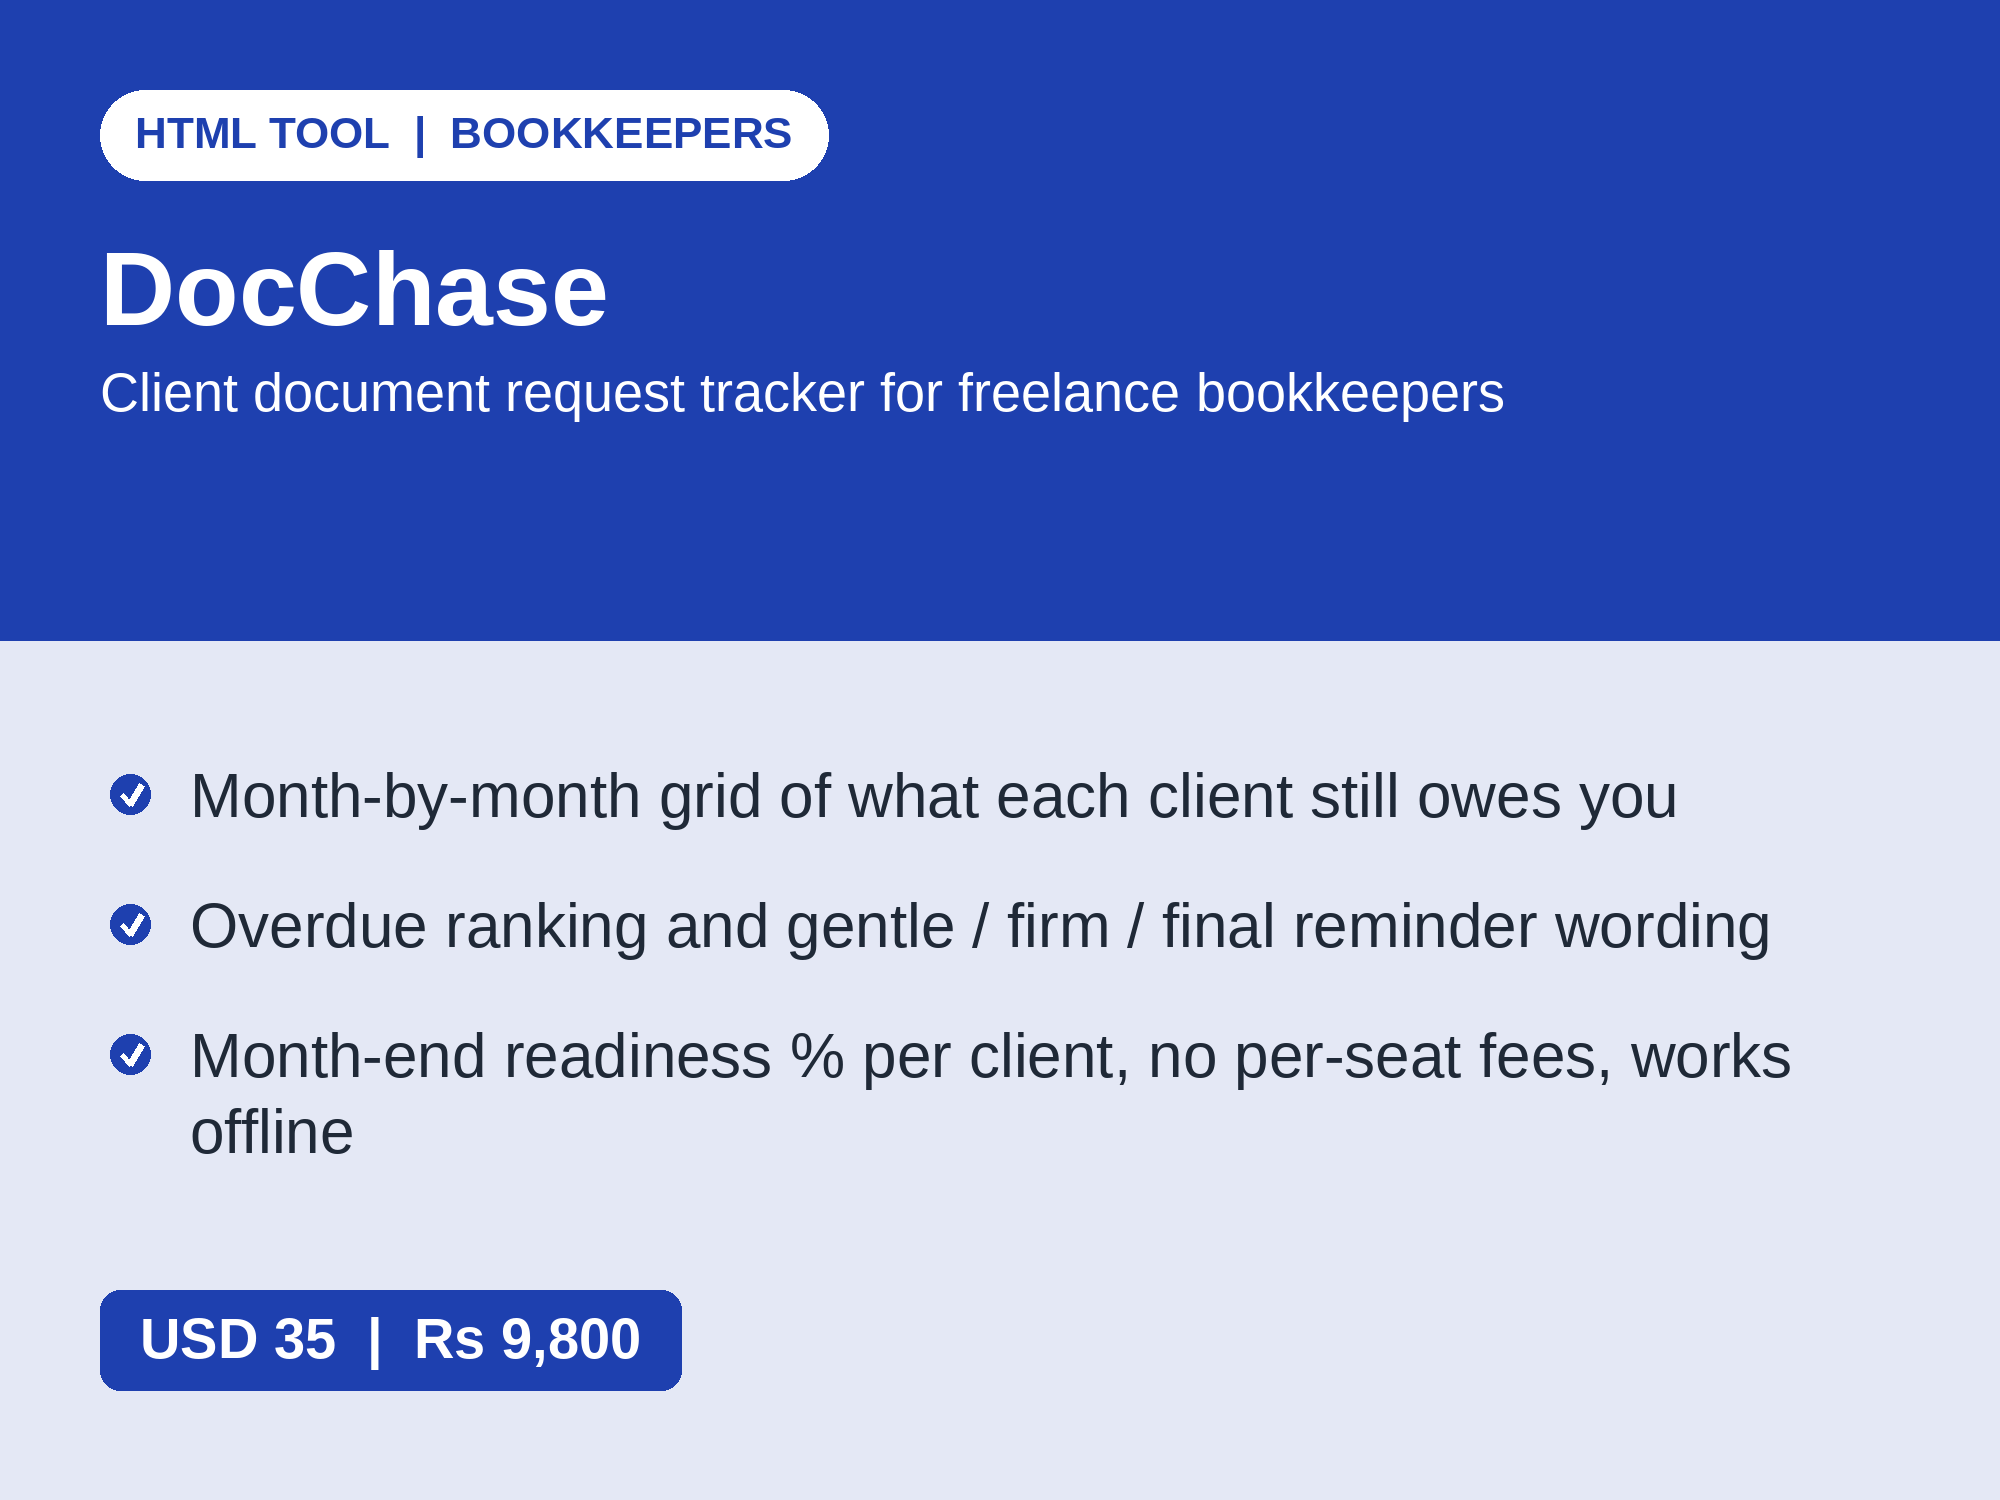 HTML TOOL | BOOKKEEPERS
DocChase
Client document request tracker for freelance bookkeepers
Month-by-month grid of what each client still owes you
Overdue ranking and gentle / firm / final reminder wording
Month-end readiness % per client, no per-seat fees, works
offline
USD 35 | Rs 9,800